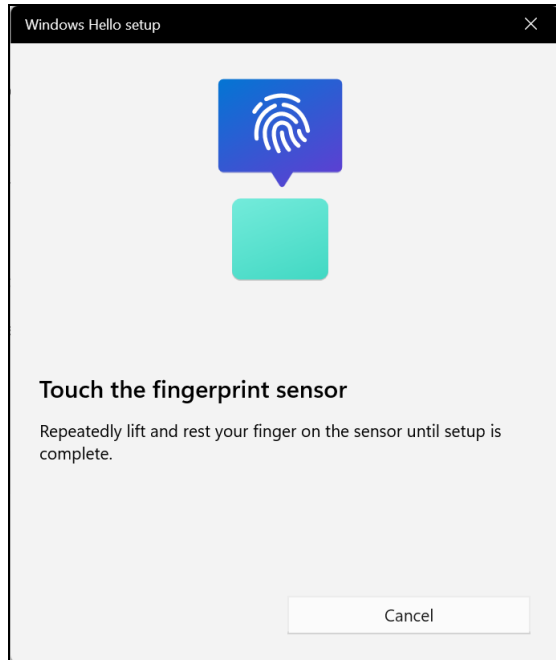 Windows Hello setup
Touch the fingerprint sensor
Repeatedly lift and rest your finger on the sensor until setup is
complete.
Cancel